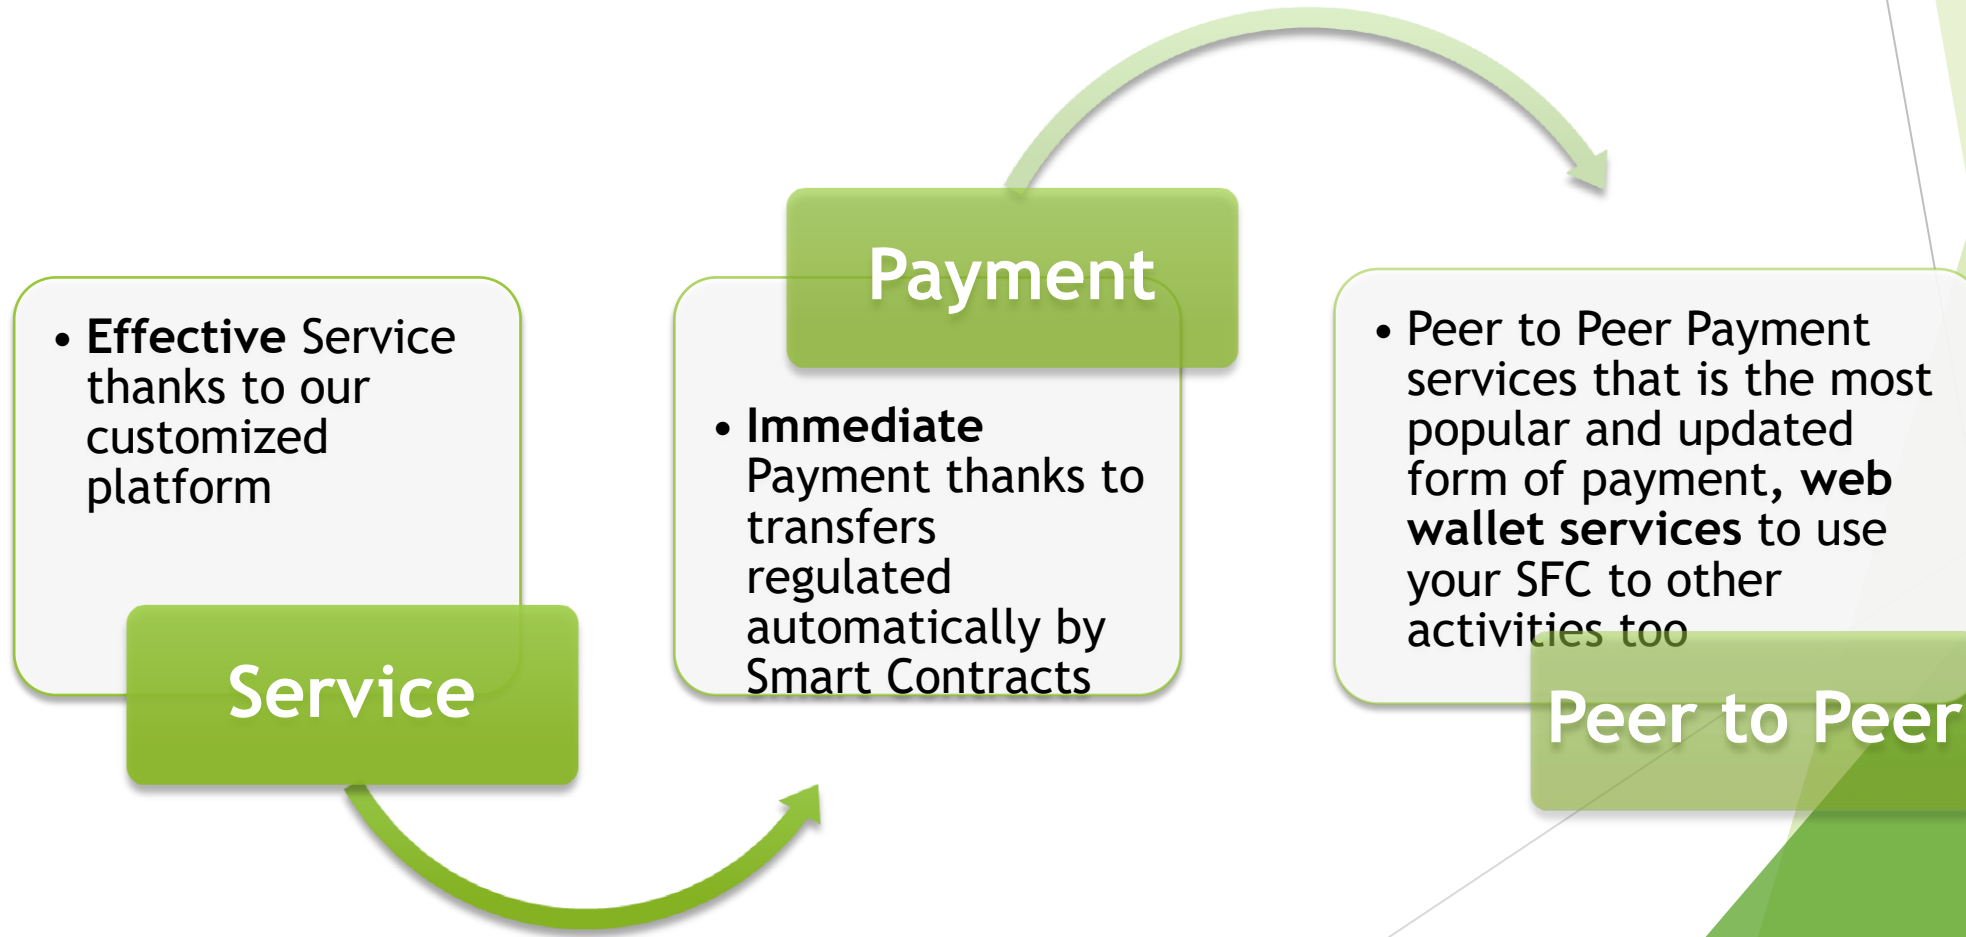 • Effective Service
thanks to our
customized
platform
Service
Payment
• Immediate
Payment thanks to
transfers
regulated
automatically by
Smart Contracts
• Peer to Peer Payment
services that is the most
popular and updated
form of payment, web
wallet services to use
your SFC to other
activities too
Peer to Peer